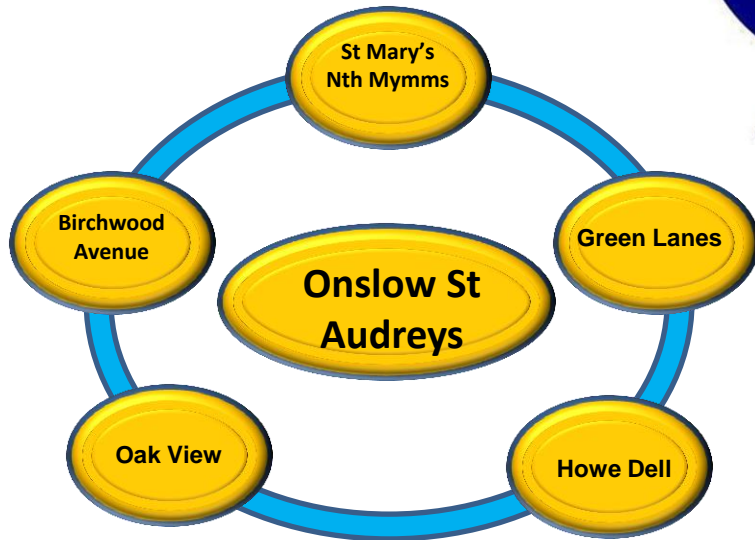 St Mary’s
Nth Mymms
Birchwood
Avenue
Green Lanes
Onslow St
Audreys
Oak View
Howe Dell